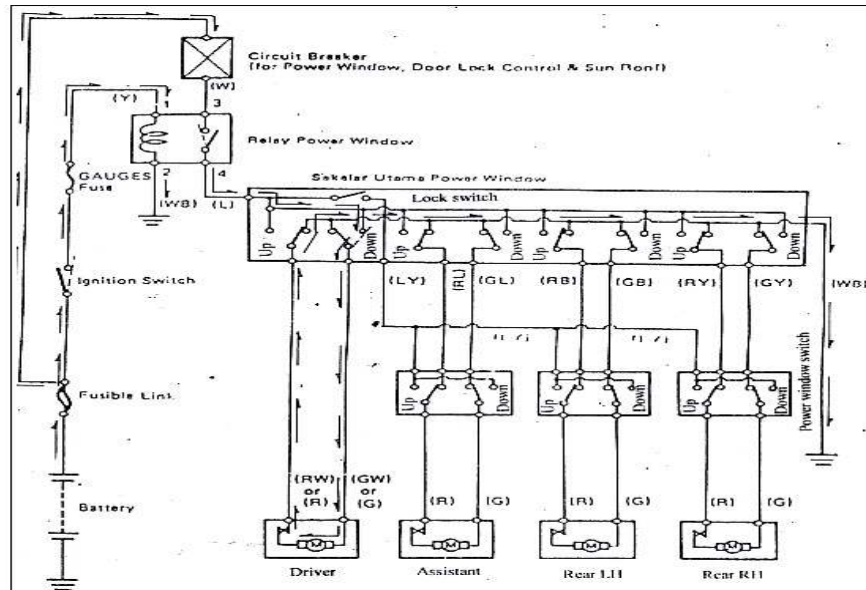 Circuit Breaker
(for Power Window, Door Lock Control & Sun Roof)
(W)
(Y)
1
3
Relay Power Window
GAUGES
Fuse
2
4
(WB)
(L)
Sakelar Utama Power Window
Lock switch
Up
Down
Up
Down
Up
Down
Up
Down
Ignition Switch
(LY)
(RL)
(GL)
(RB)
(GB)
(RY)
(GY)
(WB)
Fusible Link
Up
Down
Up
Down
Up
Down
Power window switch
Battery
(RW)
or
(R)
(GW)
or
(G)
(R)
(G)
(R)
(G)
(R)
(G)
M
M
M
M
Driver
Assistant
Rear LH
Rear RH